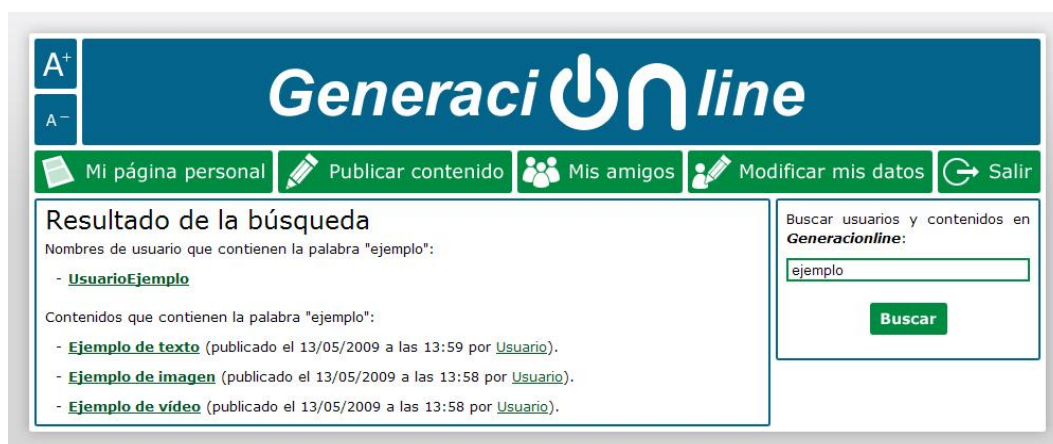 A+
A−
GeneraciOnline
Mi página personal
Publicar contenido
Mis amigos
Modificar mis datos
Salir
Resultado de la búsqueda
Nombres de usuario que contienen la palabra "ejemplo":
- UsuarioEjemplo
Contenidos que contienen la palabra "ejemplo":
- Ejemplo de texto (publicado el 13/05/2009 a las 13:59 por Usuario).
- Ejemplo de imagen (publicado el 13/05/2009 a las 13:58 por Usuario).
- Ejemplo de vídeo (publicado el 13/05/2009 a las 13:58 por Usuario).
Buscar usuarios y contenidos en
Generacionline:
ejemplo
Buscar